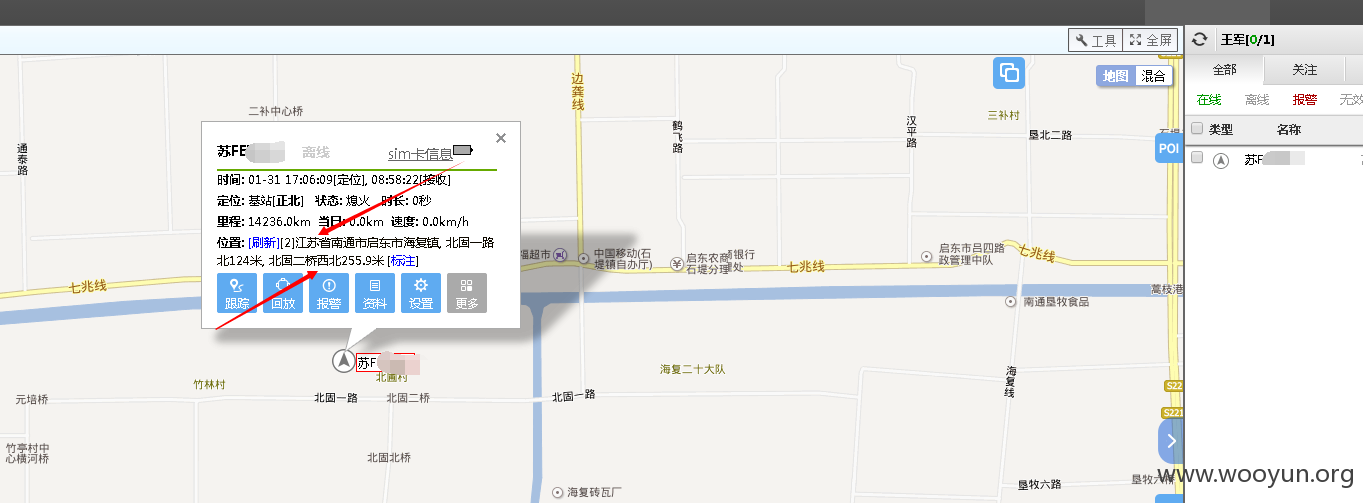 工具
全屏
王军[0/1]
地图
混合
全部
关注
在线
离线
报警
无效
类型
名称
苏F
POI
苏FE
离线
sim卡信息
时间: 01-31 17:06:09[定位], 08:58:22[接收]
定位: 基站[正北] 状态: 熄火 时长: 0秒
里程: 14236.0km 当日: 0.0km 速度: 0.0km/h
位置: [刷新][2]江苏省南通市启东市海复镇, 北固一路
北124米, 北固二桥西北255.9米 [标注]
跟踪
回放
报警
资料
设置
更多
苏F
二补中心桥
边龚线
通泰路
鹤飞路
汉平路
三补村
垦北二路
福超市
中国移动(石
堤镇自办厅)
启东农商
石堤分理
银行
处
七兆线
启东市吕四路
政管理中队
七兆线
七兆线
南通垦牧食品
蒿枝港
竹林村
北圃村
海复二十大队
海复线
元培桥
北固一路
北固二桥
北固一路
S22
S221
竹亭村中
心横河桥
北固北桥
海复砖瓦厂
垦牧六路
垦牧六桥
www.wooyun.org